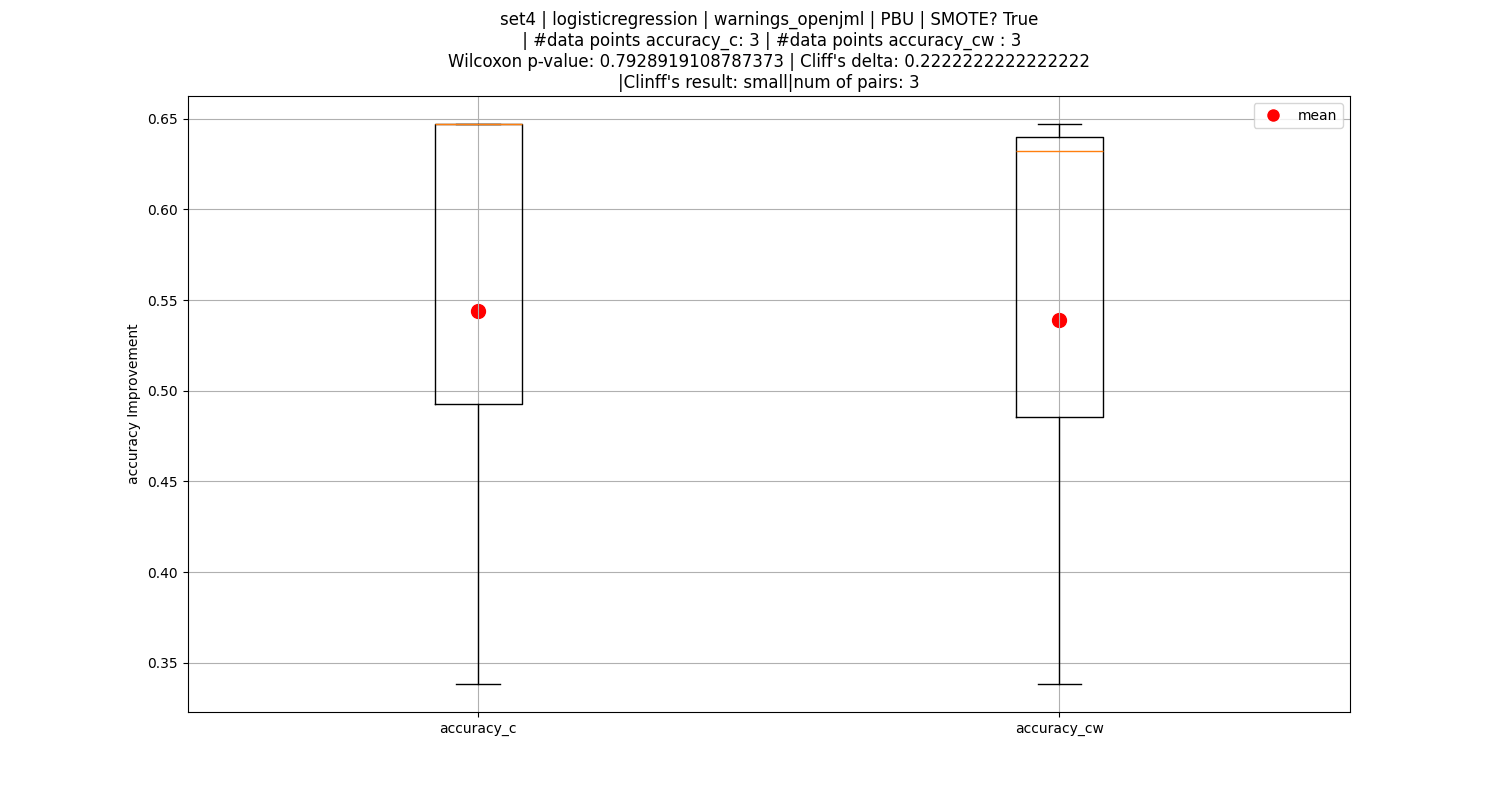 set4 | logisticregression | warnings_openjml | PBU | SMOTE? True
| #data points accuracy_c: 3 | #data points accuracy_cw : 3
Wilcoxon p-value: 0.7928919108787373 | Cliff's delta: 0.2222222222222222
|Clinff's result: small|num of pairs: 3
mean
accuracy Improvement
0.65
0.60
0.55
0.50
0.45
0.40
0.35
accuracy_c
accuracy_cw